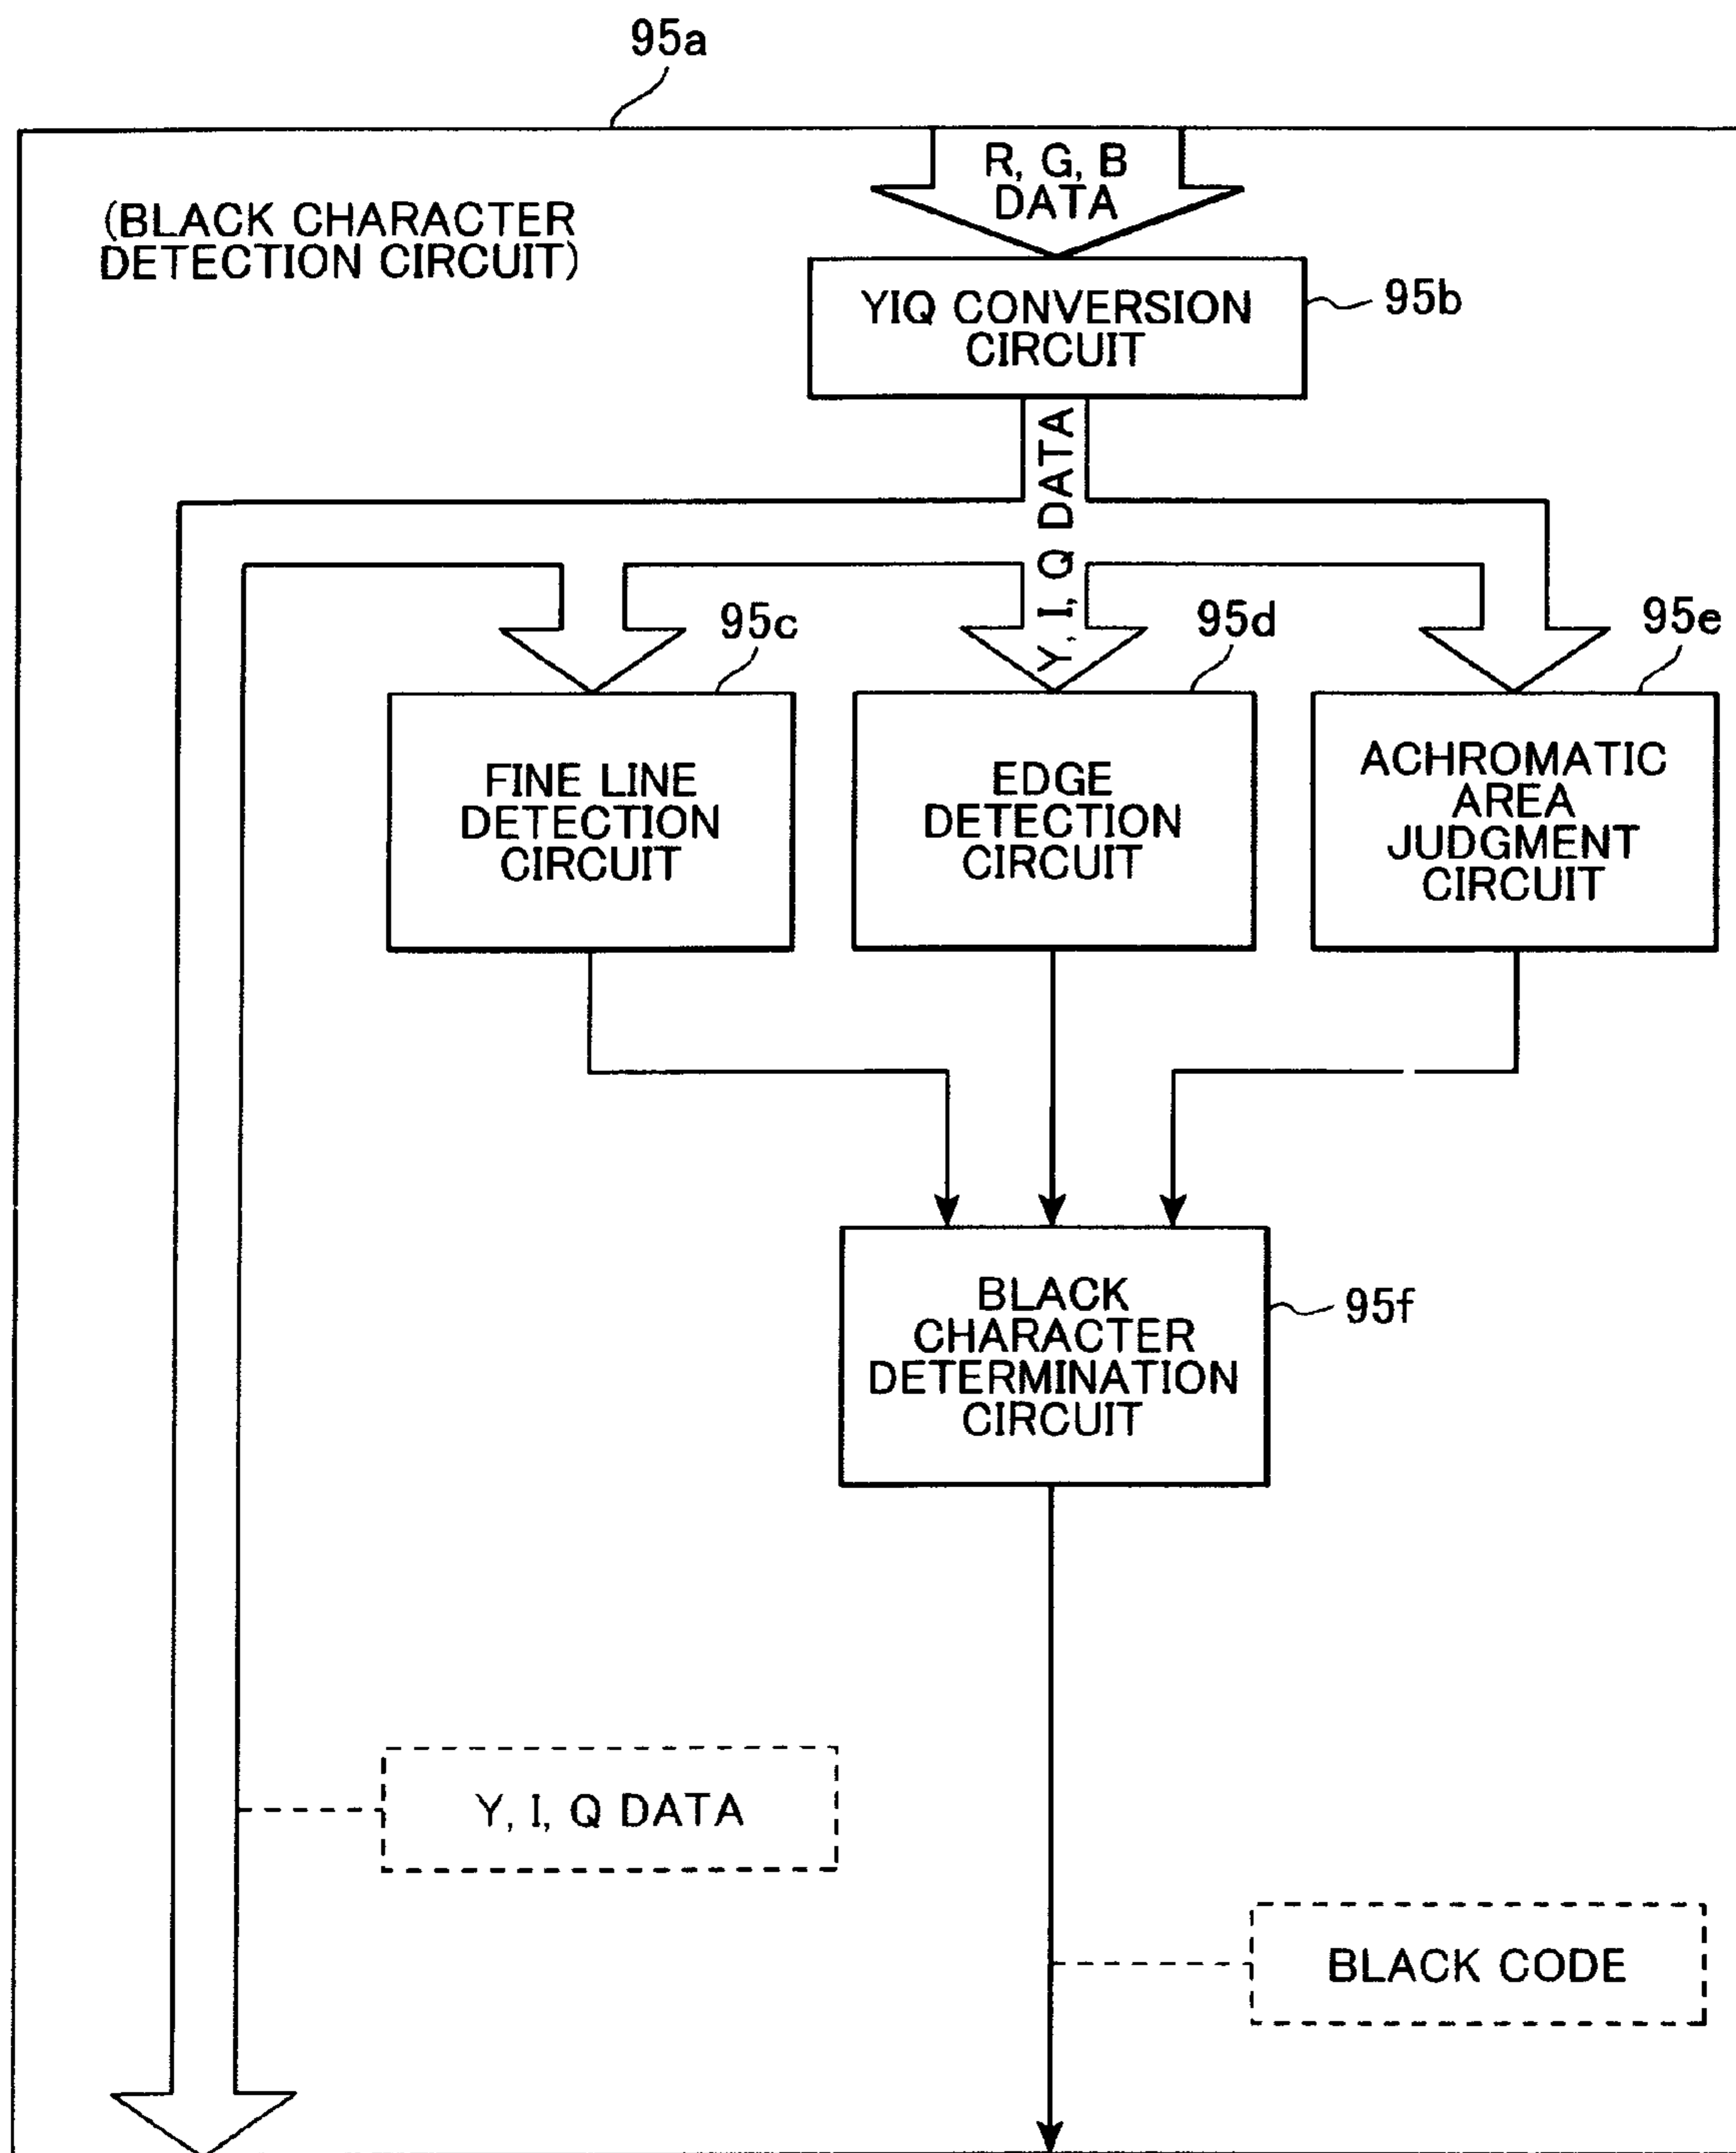 95a
R, G, B
DATA
(BLACK CHARACTER
DETECTION CIRCUIT)
YIQ CONVERSION
CIRCUIT
95b
Y, I, Q DATA
95c
95d
95e
FINE LINE
DETECTION
CIRCUIT
EDGE
DETECTION
CIRCUIT
ACHROMATIC
AREA
JUDGMENT
CIRCUIT
BLACK
CHARACTER
DETERMINATION
CIRCUIT
95f
Y, I, Q DATA
BLACK CODE